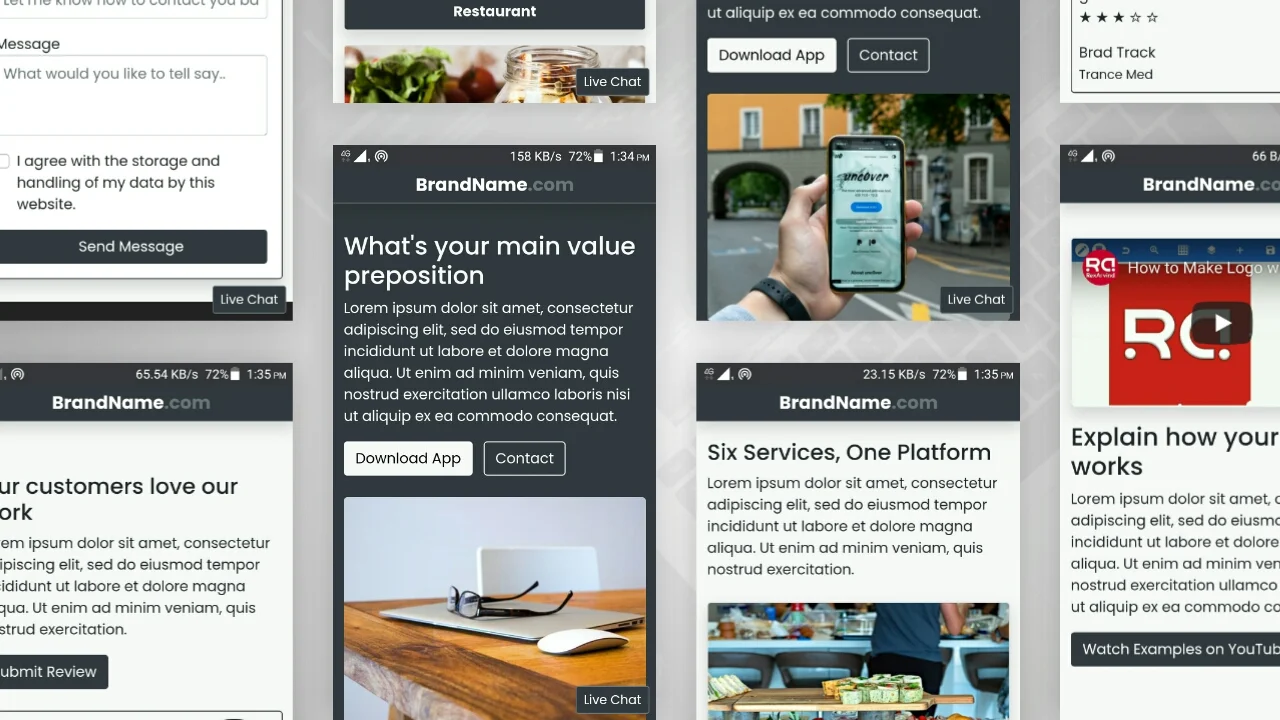 Let me know how to contact you ba
Message
What would you like to tell say..
I agree with the storage and
handling of my data by this
website.
Send Message
Live Chat
65.54 KB/s 72% 1:35 PM
BrandName.com
ur customers love our
ork
rem ipsum dolor sit amet, consectetur
ipiscing elit, sed do eiusmod tempor
cididunt ut labore et dolore magna
qua. Ut enim ad minim veniam, quis
strud exercitation.
ubmit Review
Restaurant
Live Chat
4G 158 KB/s 72% 1:34 PM
BrandName.com
What's your main value
preposition
Lorem ipsum dolor sit amet, consectetur
adipiscing elit, sed do eiusmod tempor
incididunt ut labore et dolore magna
aliqua. Ut enim ad minim veniam, quis
nostrud exercitation ullamco laboris nisi
ut aliquip ex ea commodo consequat.
Download App Contact
Live Chat
ut aliquip ex ea commodo consequat.
Download App Contact
uncover
Live Chat
4G 23.15 KB/s 72% 1:35 PM
BrandName.com
Six Services, One Platform
Lorem ipsum dolor sit amet, consectetur
adipiscing elit, sed do eiusmod tempor
incididunt ut labore et dolore magna
aliqua. Ut enim ad minim veniam, quis
nostrud exercitation.
★ ★ ★ ☆ ☆
Brad Track
Trance Med
4G 66 B/
BrandName.co
How to Make Logo w
Explain how your
works
Lorem ipsum dolor sit amet, c
adipiscing elit, sed do eiusmo
incididunt ut labore et dolore
aliqua. Ut enim ad minim ven
nostrud exercitation ullamco
ut aliquip ex ea commodo co
Watch Examples on YouTub